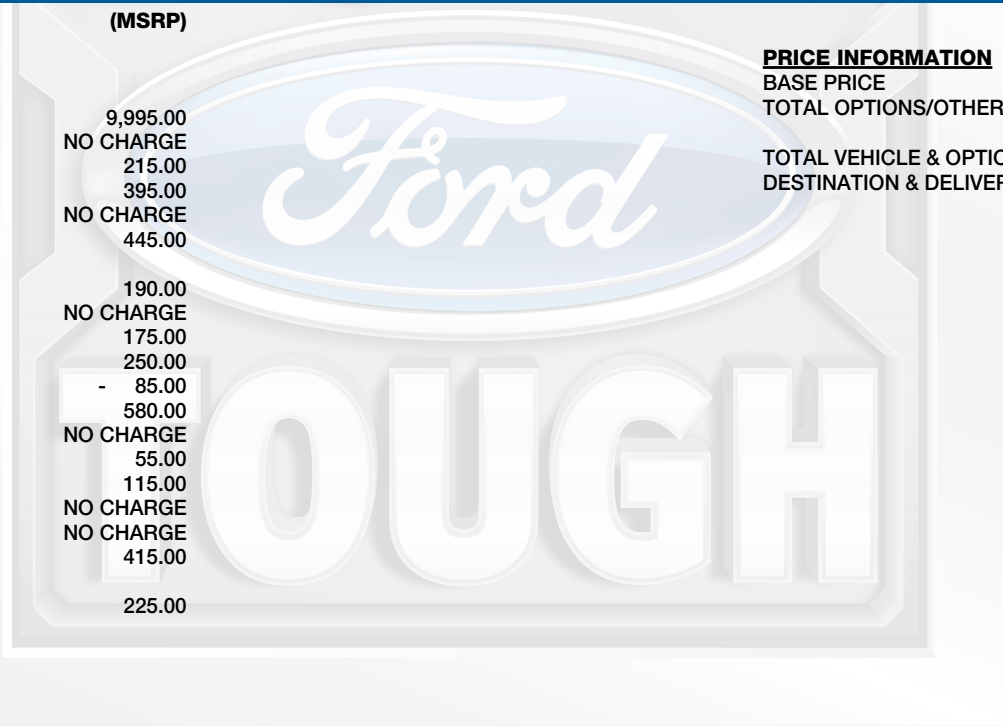 (MSRP)
9,995.00
NO CHARGE
215.00
395.00
NO CHARGE
445.00
190.00
NO CHARGE
175.00
250.00
- 85.00
580.00
NO CHARGE
55.00
115.00
NO CHARGE
NO CHARGE
415.00
225.00
PRICE INFORMATION
BASE PRICE
TOTAL OPTIONS/OTHER
TOTAL VEHICLE & OPTIO
DESTINATION & DELIVER
Ford
TOUGH